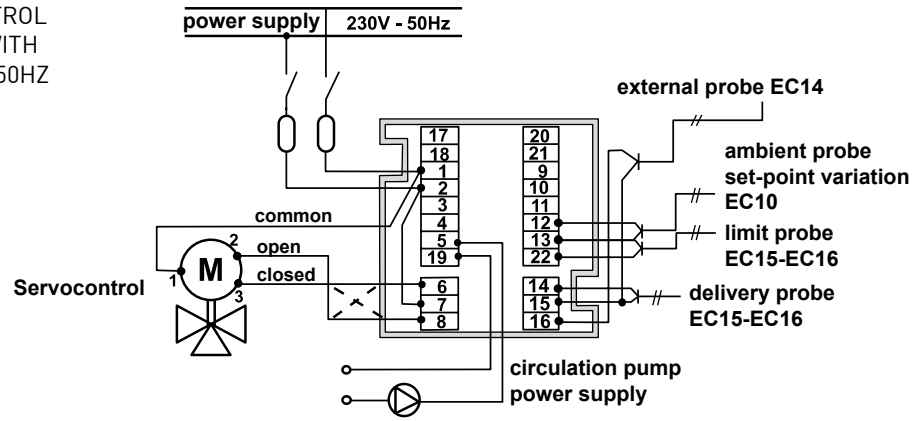 TROL
WITH
50HZ
power supply 230V - 50Hz
external probe EC14
ambient probe
set-point variation
EC10
limit probe
EC15-EC16
delivery probe
EC15-EC16
17
18
1
2
3
4
5
19
6
7
8
20
21
9
10
11
12
13
22
14
15
16
common
open
closed
1
2
3
M
Servocontrol
circulation pump
power supply